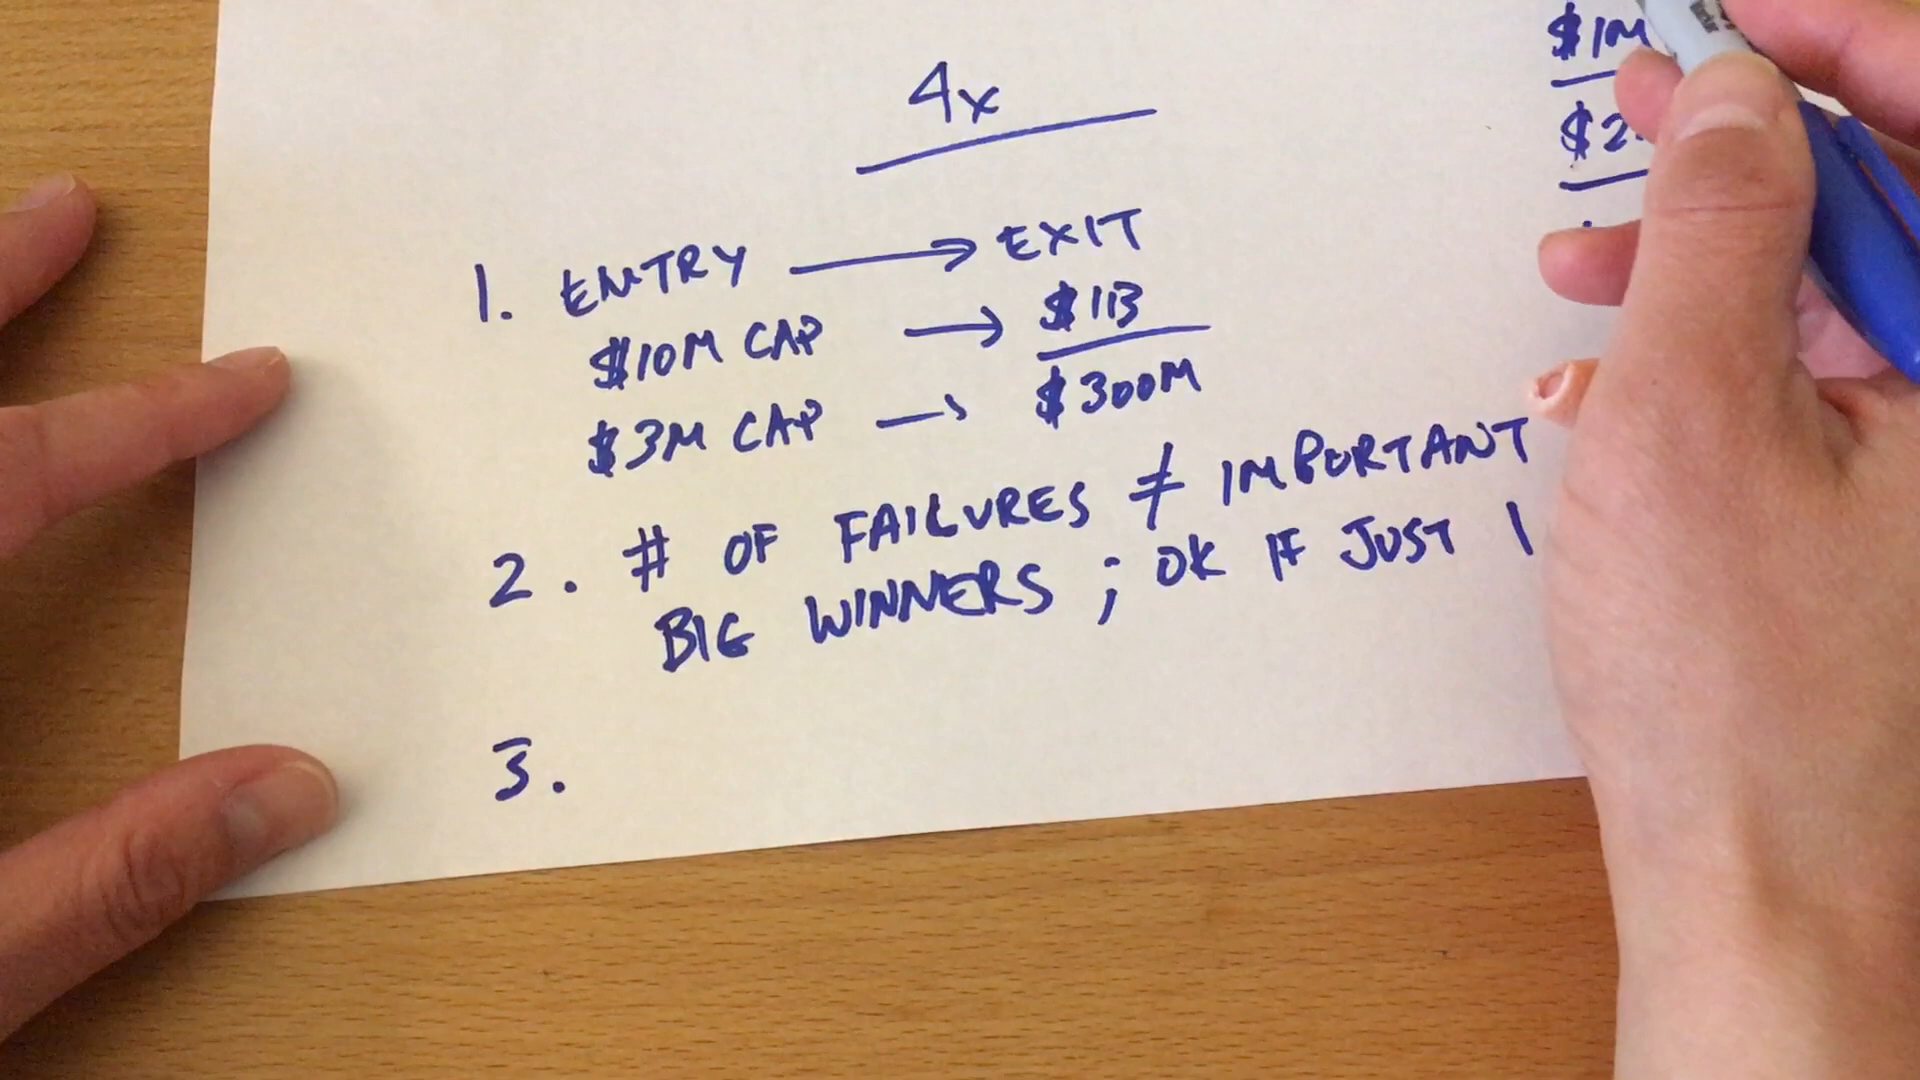 4x
$1M
$2
1. ENTRY → EXIT
$10M CAP → $1B
$3M CAP → $300M
2. # OF FAILURES ≠ IMPORTANT
BIG WINNERS ; OK IF JUST 1
3.